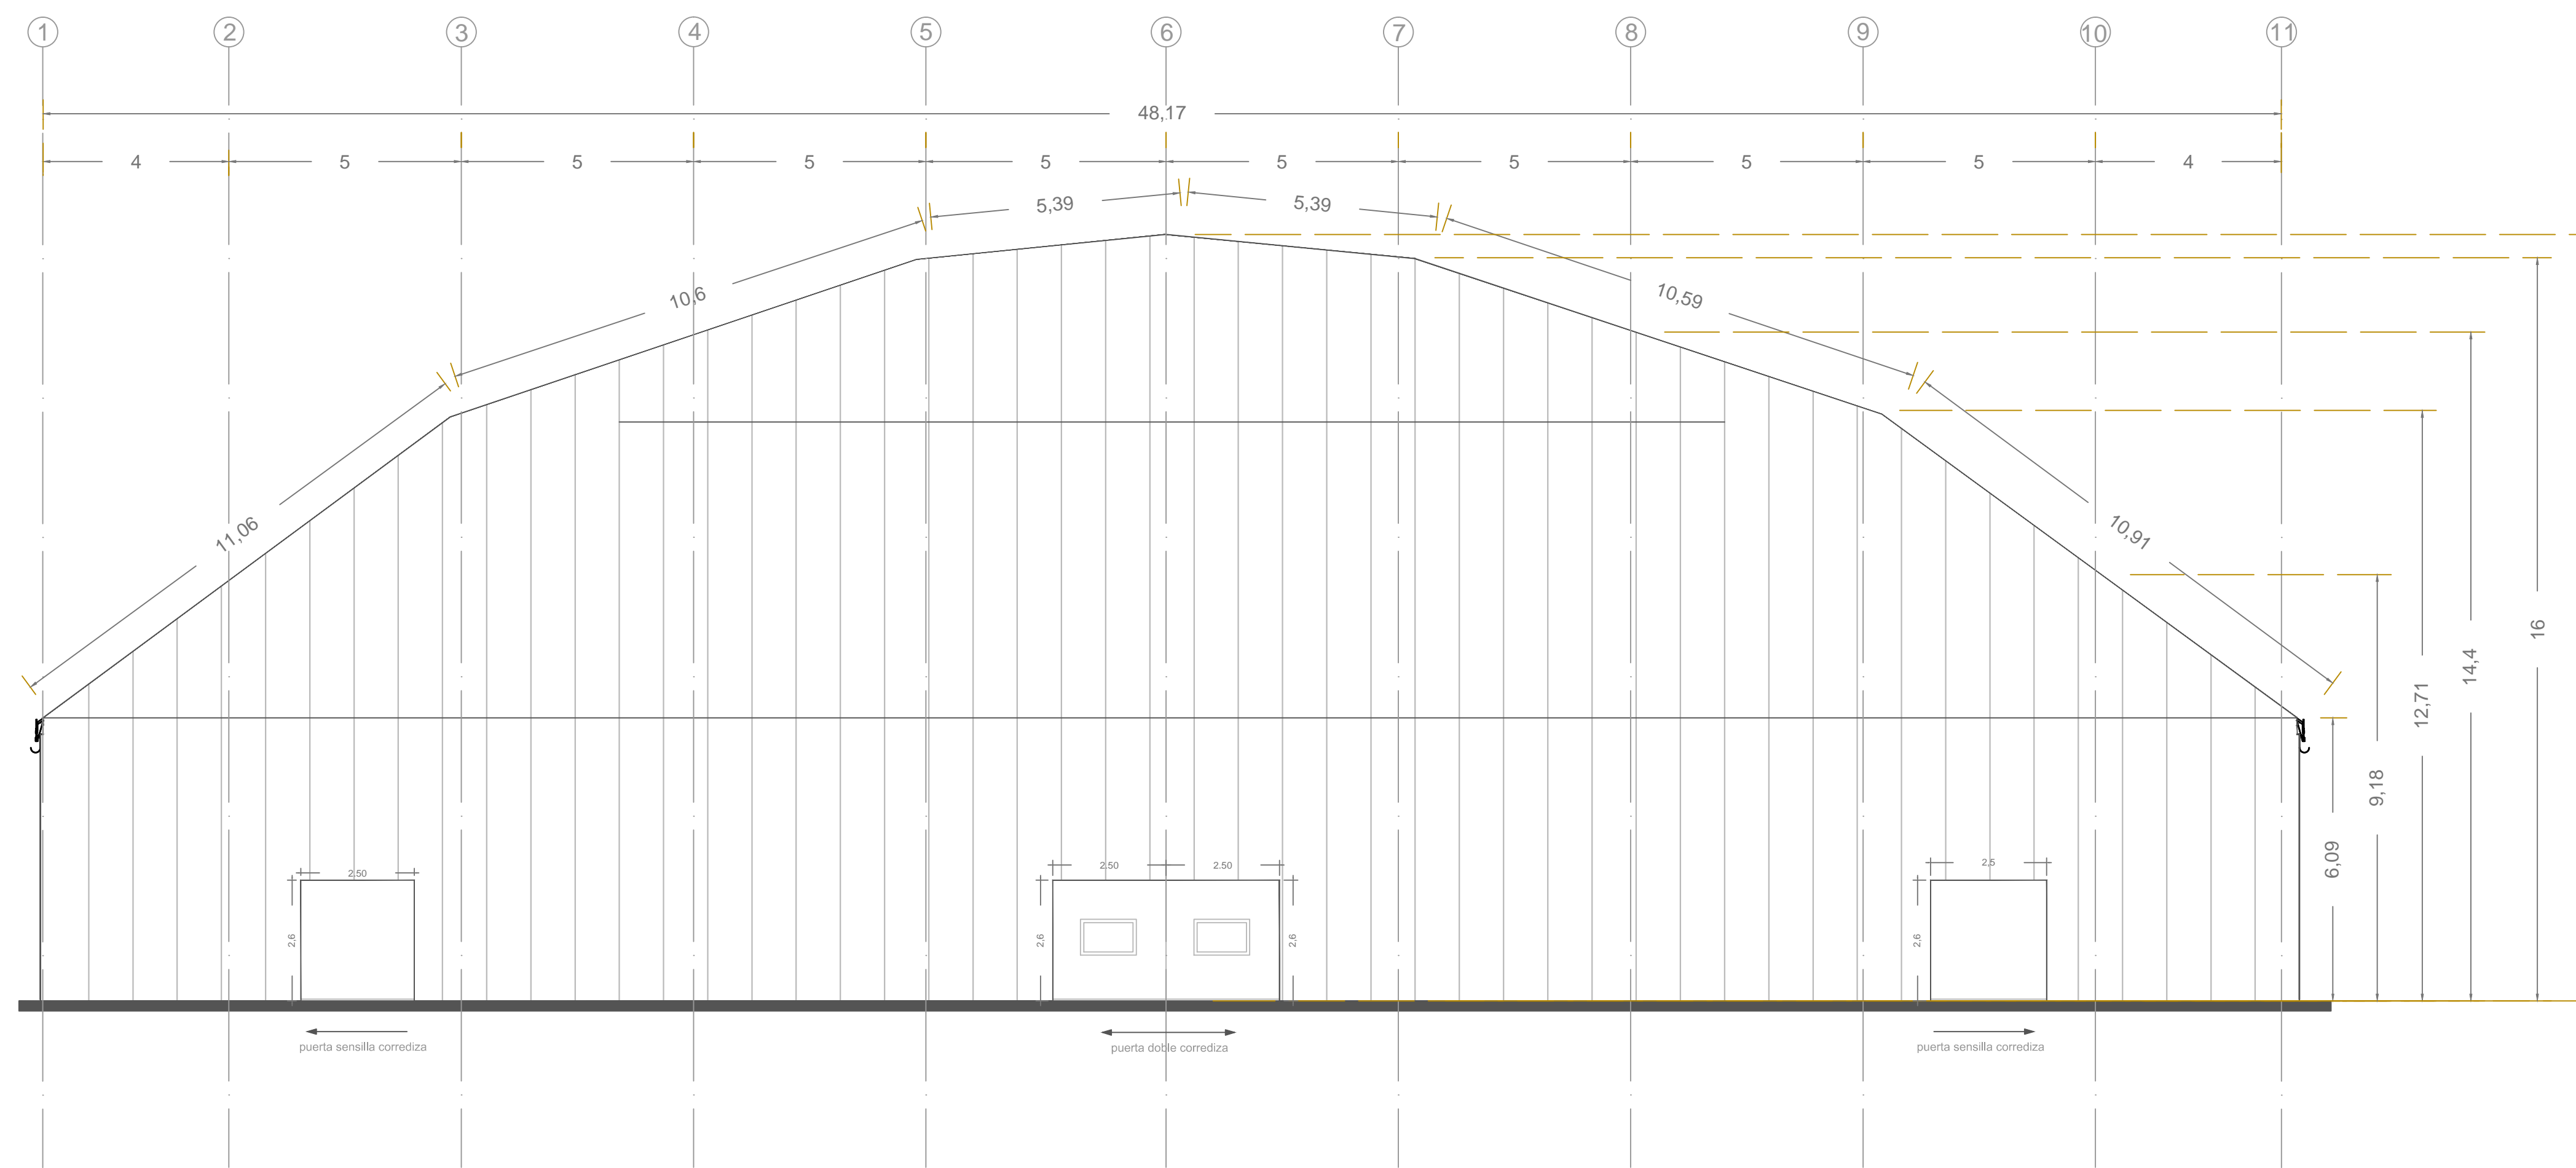 1 2 3 4 5 6 7 8 9 10 11
48,17
4 5 5 5 5 5 5 5 5 4
5,39 5,39
10,6 10,59
11,06 10,91
16
14,4
12,71
9,18
6,09
2.50 2.50 2.50 2.5
2,6 2,6 2,6 2,6
puerta sensilla corrediza puerta doble corrediza puerta sensilla corrediza